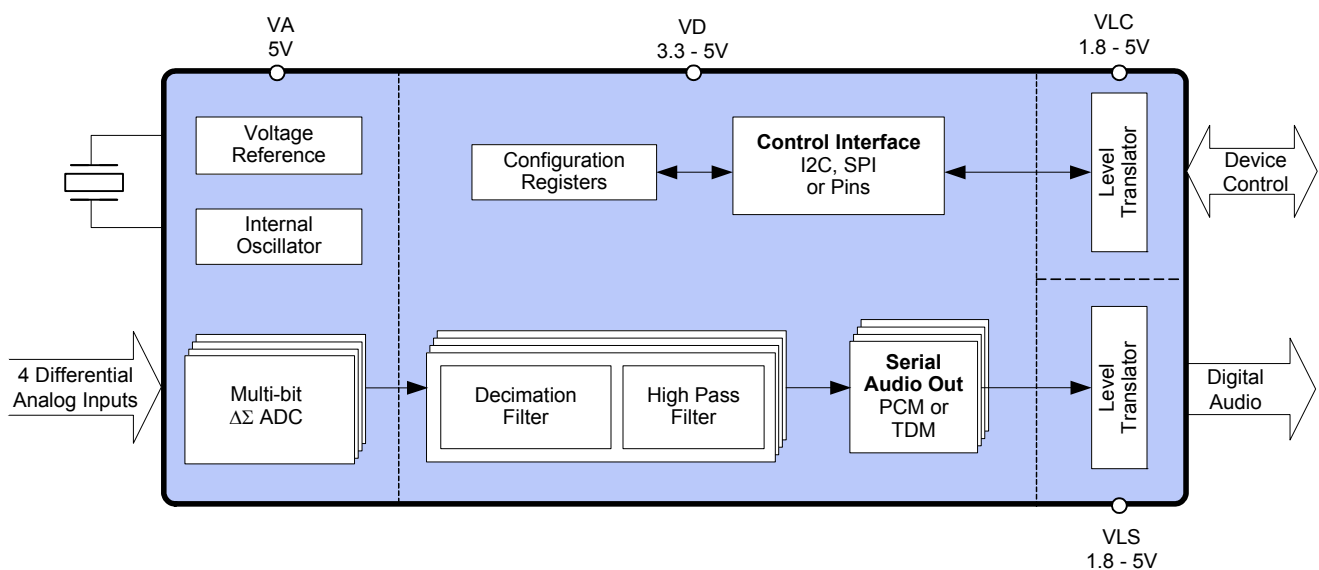 VA
5V
VD
3.3 - 5V
VLC
1.8 - 5V
Voltage
Reference
Internal
Oscillator
Configuration
Registers
Control Interface
I2C, SPI
or Pins
Level
Translator
Device
Control
4 Differential
Analog Inputs
Multi-bit
ΔΣ ADC
Decimation
Filter
High Pass
Filter
Serial
Audio Out
PCM or
TDM
Level
Translator
Digital
Audio
VLS
1.8 - 5V